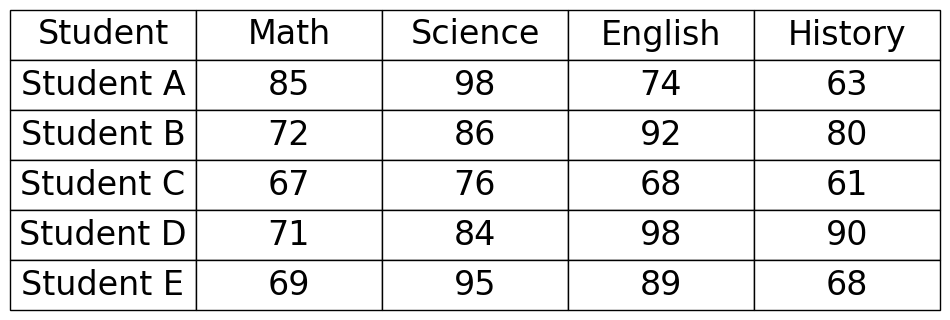 Student Math Science English History
Student A 85 98 74 63
Student B 72 86 92 80
Student C 67 76 68 61
Student D 71 84 98 90
Student E 69 95 89 68